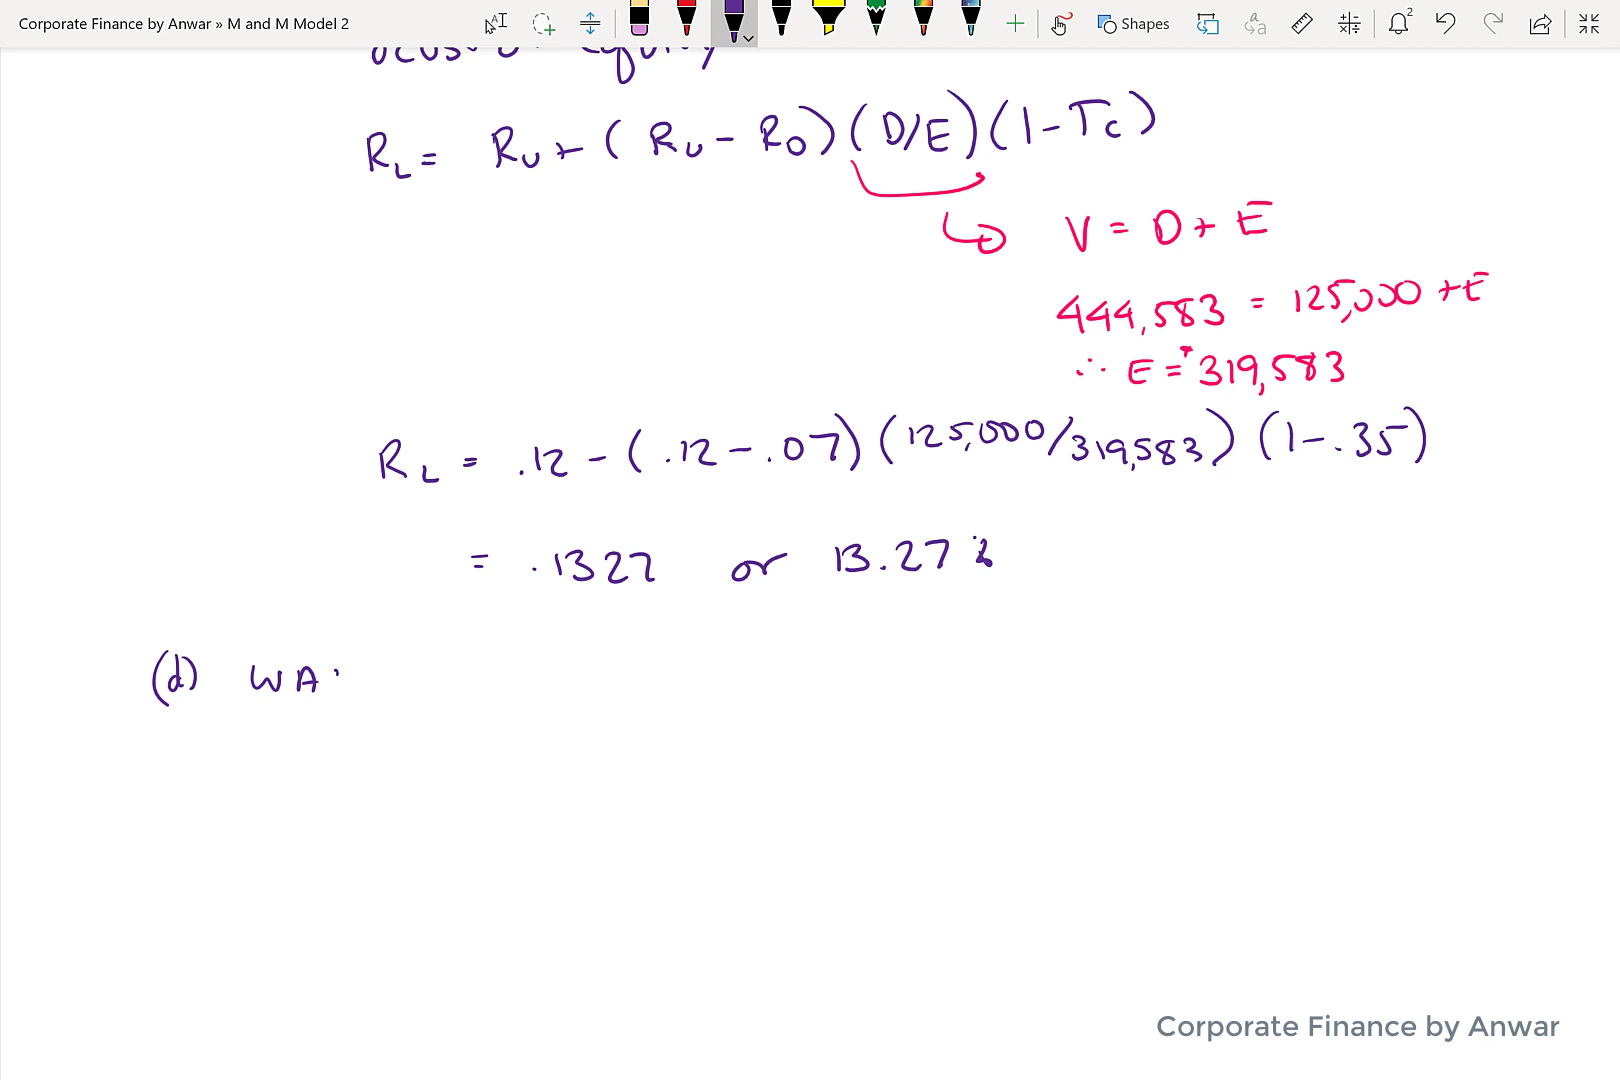 Corporate Finance by Anwar » M and M Model 2
Shapes
2
R_L = R_U + (R_U - R_D) (D/E) (1 - T_C)
V = D + E
444,583 = 125,000 + E
∴ E = 319,583
R_L = .12 - (.12 - .07) (125,000/319,583) (1 - .35)
= .1327 or 13.27%
(d) WA
Corporate Finance by Anwar